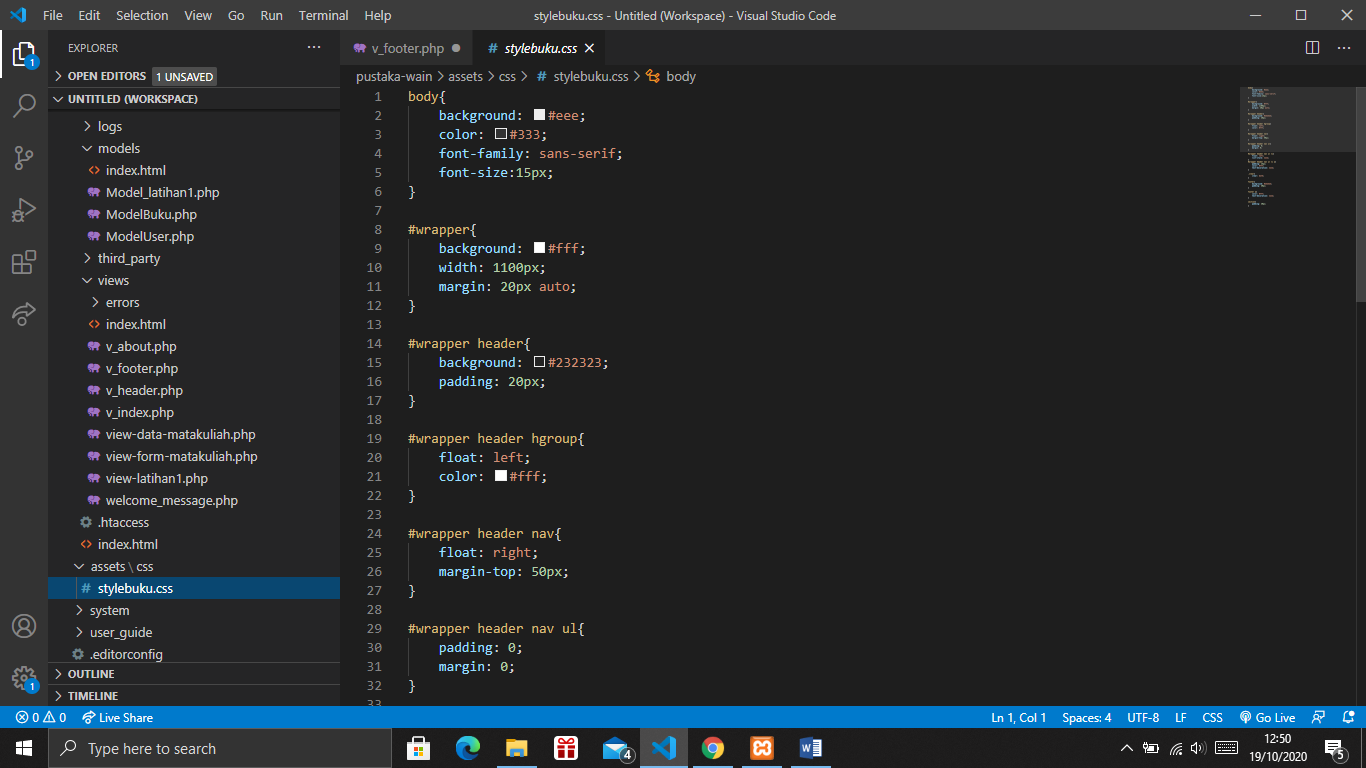 File Edit Selection View Go Run Terminal Help stylebuku.css - Untitled (Workspace) - Visual Studio Code
EXPLORER
OPEN EDITORS 1 UNSAVED
UNTITLED (WORKSPACE)
logs
models
index.html
Model_latihan1.php
ModelBuku.php
ModelUser.php
third_party
views
errors
index.html
v_about.php
v_footer.php
v_header.php
v_index.php
view-data-matakuliah.php
view-form-matakuliah.php
view-latihan1.php
welcome_message.php
.htaccess
index.html
assets \ css
# stylebuku.css
system
user_guide
.editorconfig
OUTLINE
TIMELINE
1
1
v_footer.php # stylebuku.css
pustaka-wain > assets > css > # stylebuku.css > body
1 body{
2 background: #eee;
3 color: #333;
4 font-family: sans-serif;
5 font-size:15px;
6 }
7
8 #wrapper{
9 background: #fff;
10 width: 1100px;
11 margin: 20px auto;
12 }
13
14 #wrapper header{
15 background: #232323;
16 padding: 20px;
17 }
18
19 #wrapper header hgroup{
20 float: left;
21 color: #fff;
22 }
23
24 #wrapper header nav{
25 float: right;
26 margin-top: 50px;
27 }
28
29 #wrapper header nav ul{
30 padding: 0;
31 margin: 0;
32 }
33
0 0 Live Share Ln 1, Col 1 Spaces: 4 UTF-8 LF CSS Go Live
Type here to search 4 12:50
19/10/2020 5